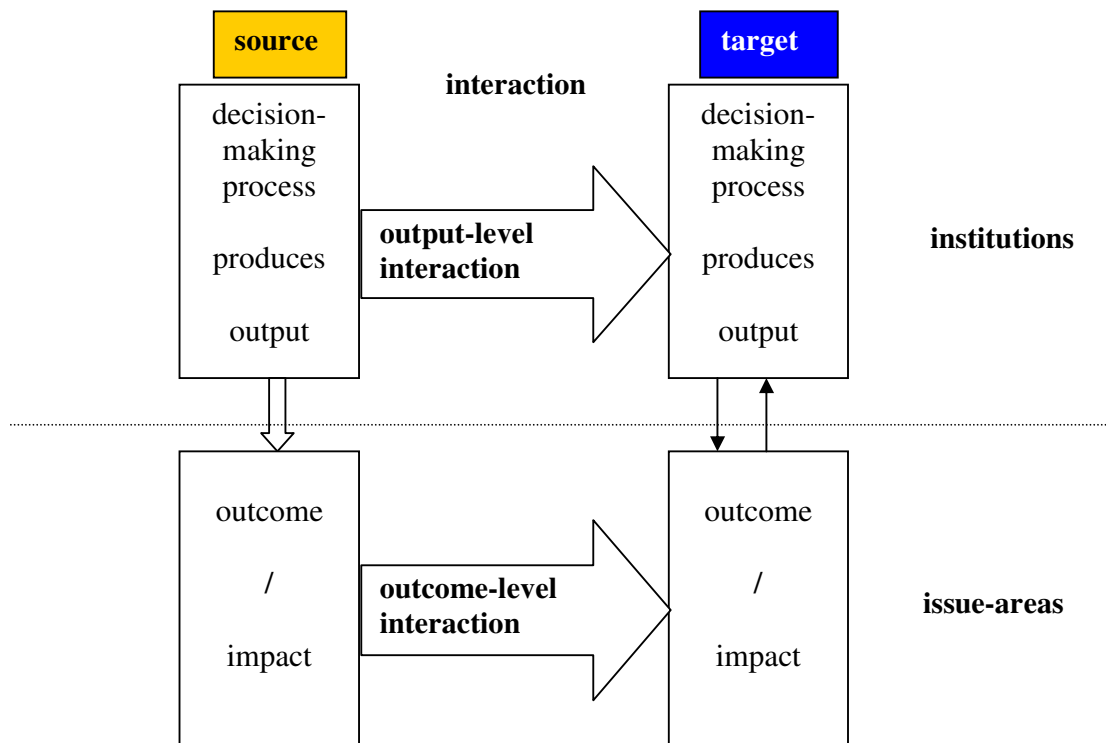 source
target
interaction
decision-
making
process
produces
output
output-level
interaction
decision-
making
process
produces
output
institutions
outcome
/
impact
outcome-level
interaction
outcome
/
impact
issue-areas